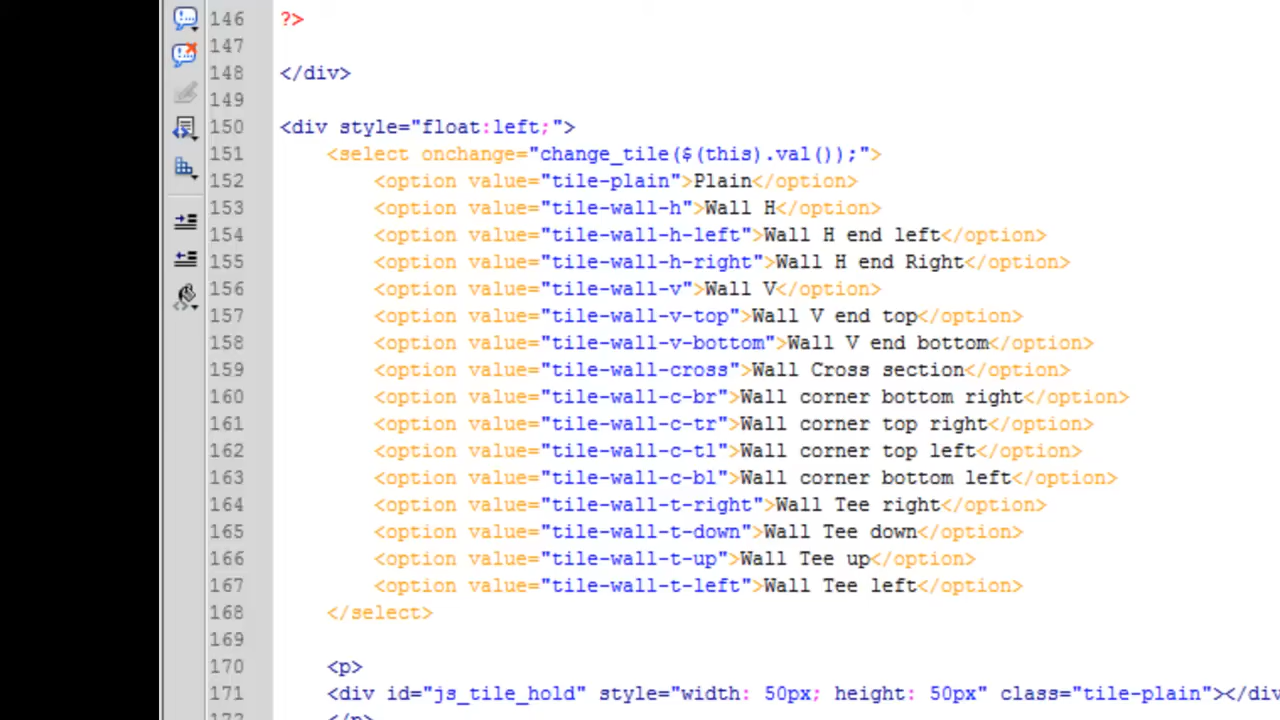 146 ?>
147
148 </div>
149
150 <div style="float:left;">
151 <select onchange="change_tile($(this).val());">
152 <option value="tile-plain">Plain</option>
153 <option value="tile-wall-h">Wall H</option>
154 <option value="tile-wall-h-left">Wall H end left</option>
155 <option value="tile-wall-h-right">Wall H end Right</option>
156 <option value="tile-wall-v">Wall V</option>
157 <option value="tile-wall-v-top">Wall V end top</option>
158 <option value="tile-wall-v-bottom">Wall V end bottom</option>
159 <option value="tile-wall-cross">Wall Cross section</option>
160 <option value="tile-wall-c-br">Wall corner bottom right</option>
161 <option value="tile-wall-c-tr">Wall corner top right</option>
162 <option value="tile-wall-c-tl">Wall corner top left</option>
163 <option value="tile-wall-c-bl">Wall corner bottom left</option>
164 <option value="tile-wall-t-right">Wall Tee right</option>
165 <option value="tile-wall-t-down">Wall Tee down</option>
166 <option value="tile-wall-t-up">Wall Tee up</option>
167 <option value="tile-wall-t-left">Wall Tee left</option>
168 </select>
169
170 <p>
171 <div id="js_tile_hold" style="width: 50px; height: 50px" class="tile-plain"></div
172 </p>